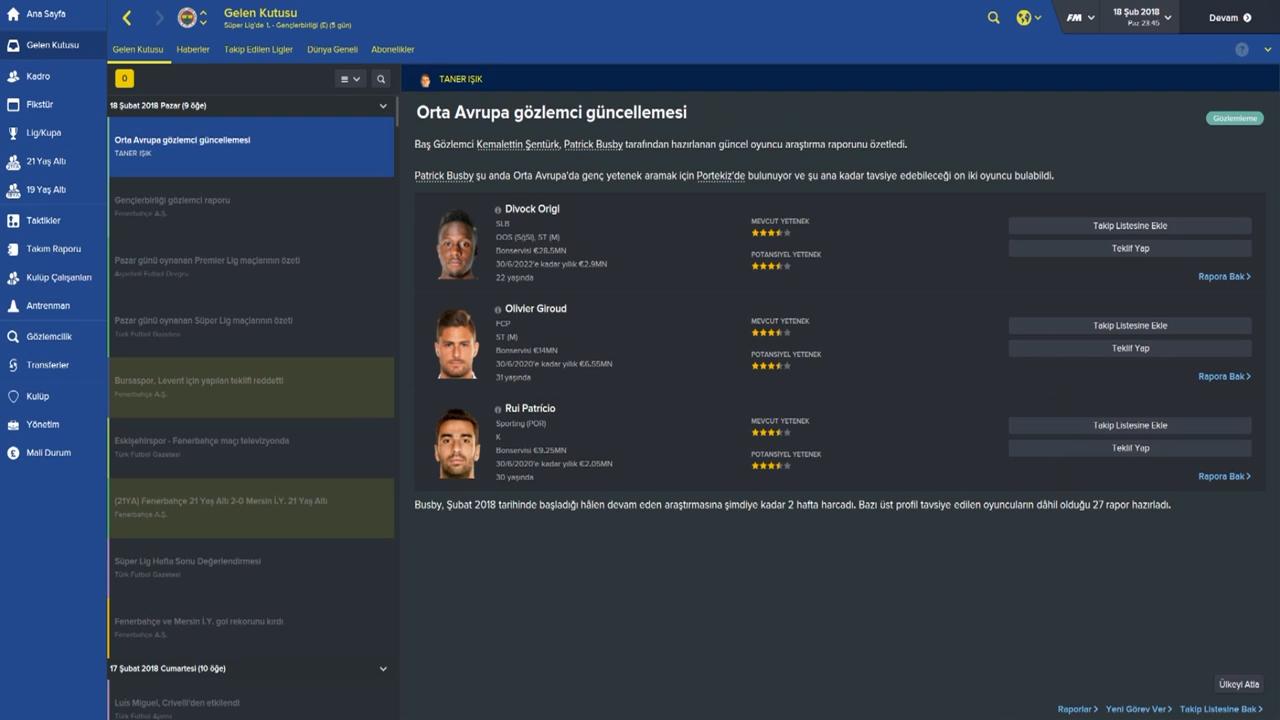 Ana Sayfa
Gelen Kutusu
Kadro
Fikstür
Lig/Kupa
21 Yaş Altı
19 Yaş Altı
Taktikler
Takım Raporu
Kulüp Çalışanları
Antrenman
Gözlemcilik
Transferler
Kulüp
Yönetim
Mali Durum
Gelen Kutusu
Süper Lig'de 1. - Gençlerbirliği (E) (5 gün)
FM
18 Şub 2018
Paz 23:45
Devam
Gelen Kutusu
Haberler
Takip Edilen Ligler
Dünya Geneli
Abonelikler
0
18 Şubat 2018 Pazar (9 öğe)
Orta Avrupa gözlemci güncellemesi
TANER IŞIK
Gençlerbirliği gözlemci raporu
Fenerbahçe A.Ş.
Pazar günü oynanan Premier Lig maçlarının özeti
Pazar günü oynanan Süper Lig maçlarının özeti
Türk Futbol Gazetesi
Bursaspor, Levent için yapılan teklifi reddetti
Fenerbahçe A.Ş.
Eskişehirspor - Fenerbahçe maçı televizyonda
Türk Futbol Gazetesi
(21YA) Fenerbahçe 21 Yaş Altı 2-0 Mersin İ.Y. 21 Yaş Altı
Fenerbahçe A.Ş.
Süper Lig Hafta Sonu Değerlendirmesi
Türk Futbol Gazetesi
Fenerbahçe ve Mersin İ.Y. gol rekorunu kırdı
Fenerbahçe A.Ş.
17 Şubat 2018 Cumartesi (10 öğe)
Luis Miguel, Crivelli'den etkilendi
Türk Futbol Ajansı
TANER IŞIK
Orta Avrupa gözlemci güncellemesi
Gözlemleme
Baş Gözlemci Kemalettin Şentürk, Patrick Busby tarafından hazırlanan güncel oyuncu araştırma raporunu özetledi.
Patrick Busby şu anda Orta Avrupa'da genç yetenek aramak için Portekiz'de bulunuyor ve şu ana kadar tavsiye edebileceği on iki oyuncu bulabildi.
Divock Origi
SLB
OOS (SğSl), ST (M)
Bonservisi €28.5MN
30/6/2022'e kadar yıllık €2.9MN
22 yaşında
MEVCUT YETENEK
POTANSİYEL YETENEK
Takip Listesine Ekle
Teklif Yap
Rapora Bak
Olivier Giroud
FCP
ST (M)
Bonservisi €14MN
30/6/2020'e kadar yıllık €6.55MN
31 yaşında
MEVCUT YETENEK
POTANSİYEL YETENEK
Takip Listesine Ekle
Teklif Yap
Rapora Bak
Rui Patrício
Sporting (POR)
K
Bonservisi €9.25MN
30/6/2020'e kadar yıllık €2.05MN
30 yaşında
MEVCUT YETENEK
POTANSİYEL YETENEK
Takip Listesine Ekle
Teklif Yap
Rapora Bak
Busby, Şubat 2018 tarihinde başladığı hâlen devam eden araştırmasına şimdiye kadar 2 hafta harcadı. Bazı üst profil tavsiye edilen oyuncuların dâhil olduğu 27 rapor hazırladı.
Ülkeyi Atla
Raporlar
Yeni Görev Ver
Takip Listesine Bak